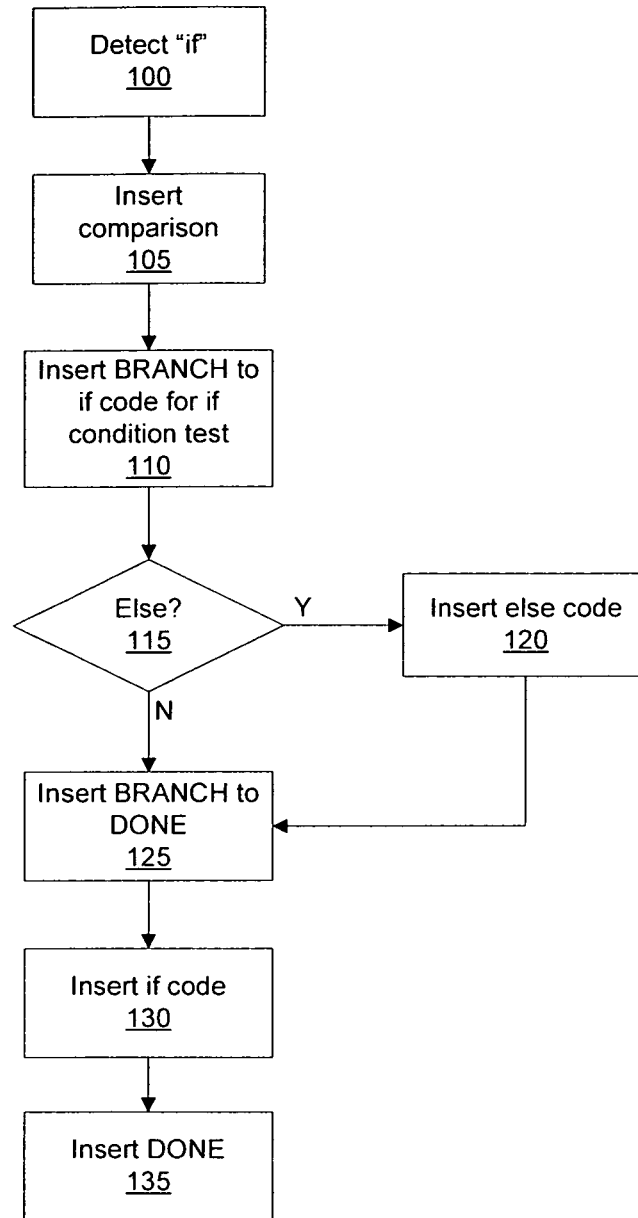 Detect “if”
100
Insert
comparison
105
Insert BRANCH to
if code for if
condition test
110
Else?
115
Y
Insert else code
120
N
Insert BRANCH to
DONE
125
Insert if code
130
Insert DONE
135